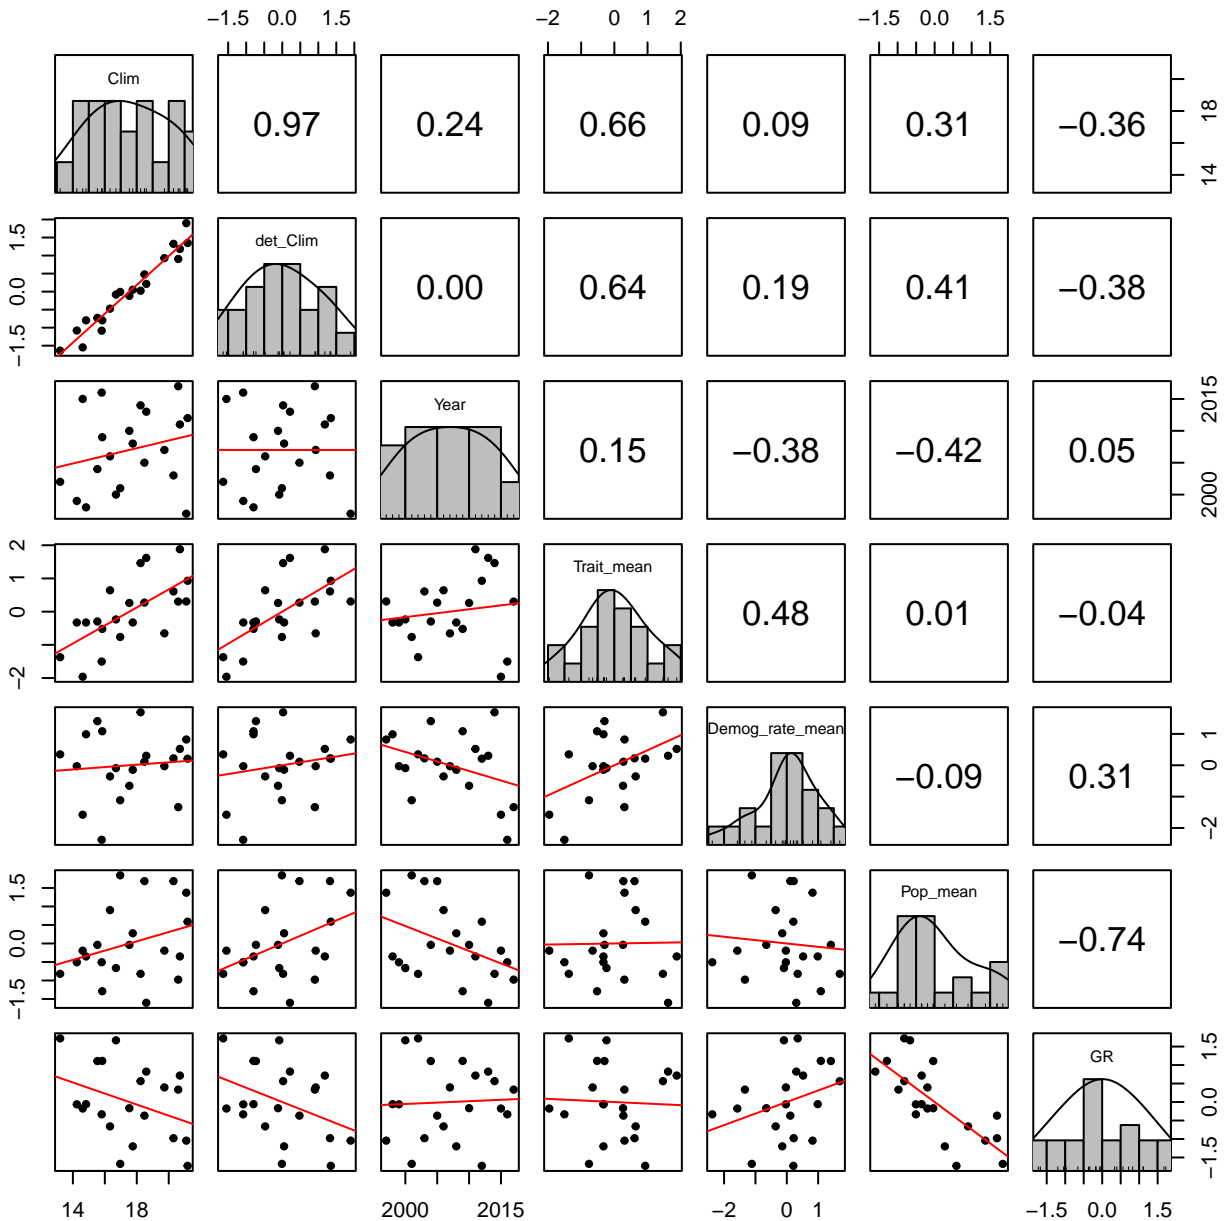 −1.5 0.0 1.5 −2 0 1 2 −1.5 0.0 1.5
Clim 0.97 0.24 0.66 0.09 0.31 −0.36 14 18
−1.5 0.0 1.5 det_Clim 0.00 0.64 0.19 0.41 −0.38
Year 0.15 −0.38 −0.42 0.05 2000 2015
−2 0 1 2 Trait_mean 0.48 0.01 −0.04
Demog_rate_mean −0.09 0.31 −2 0 1
−1.5 0.0 1.5 Pop_mean −0.74
GR −1.5 0.0 1.5
14 18 2000 2015 −2 0 1 −1.5 0.0 1.5